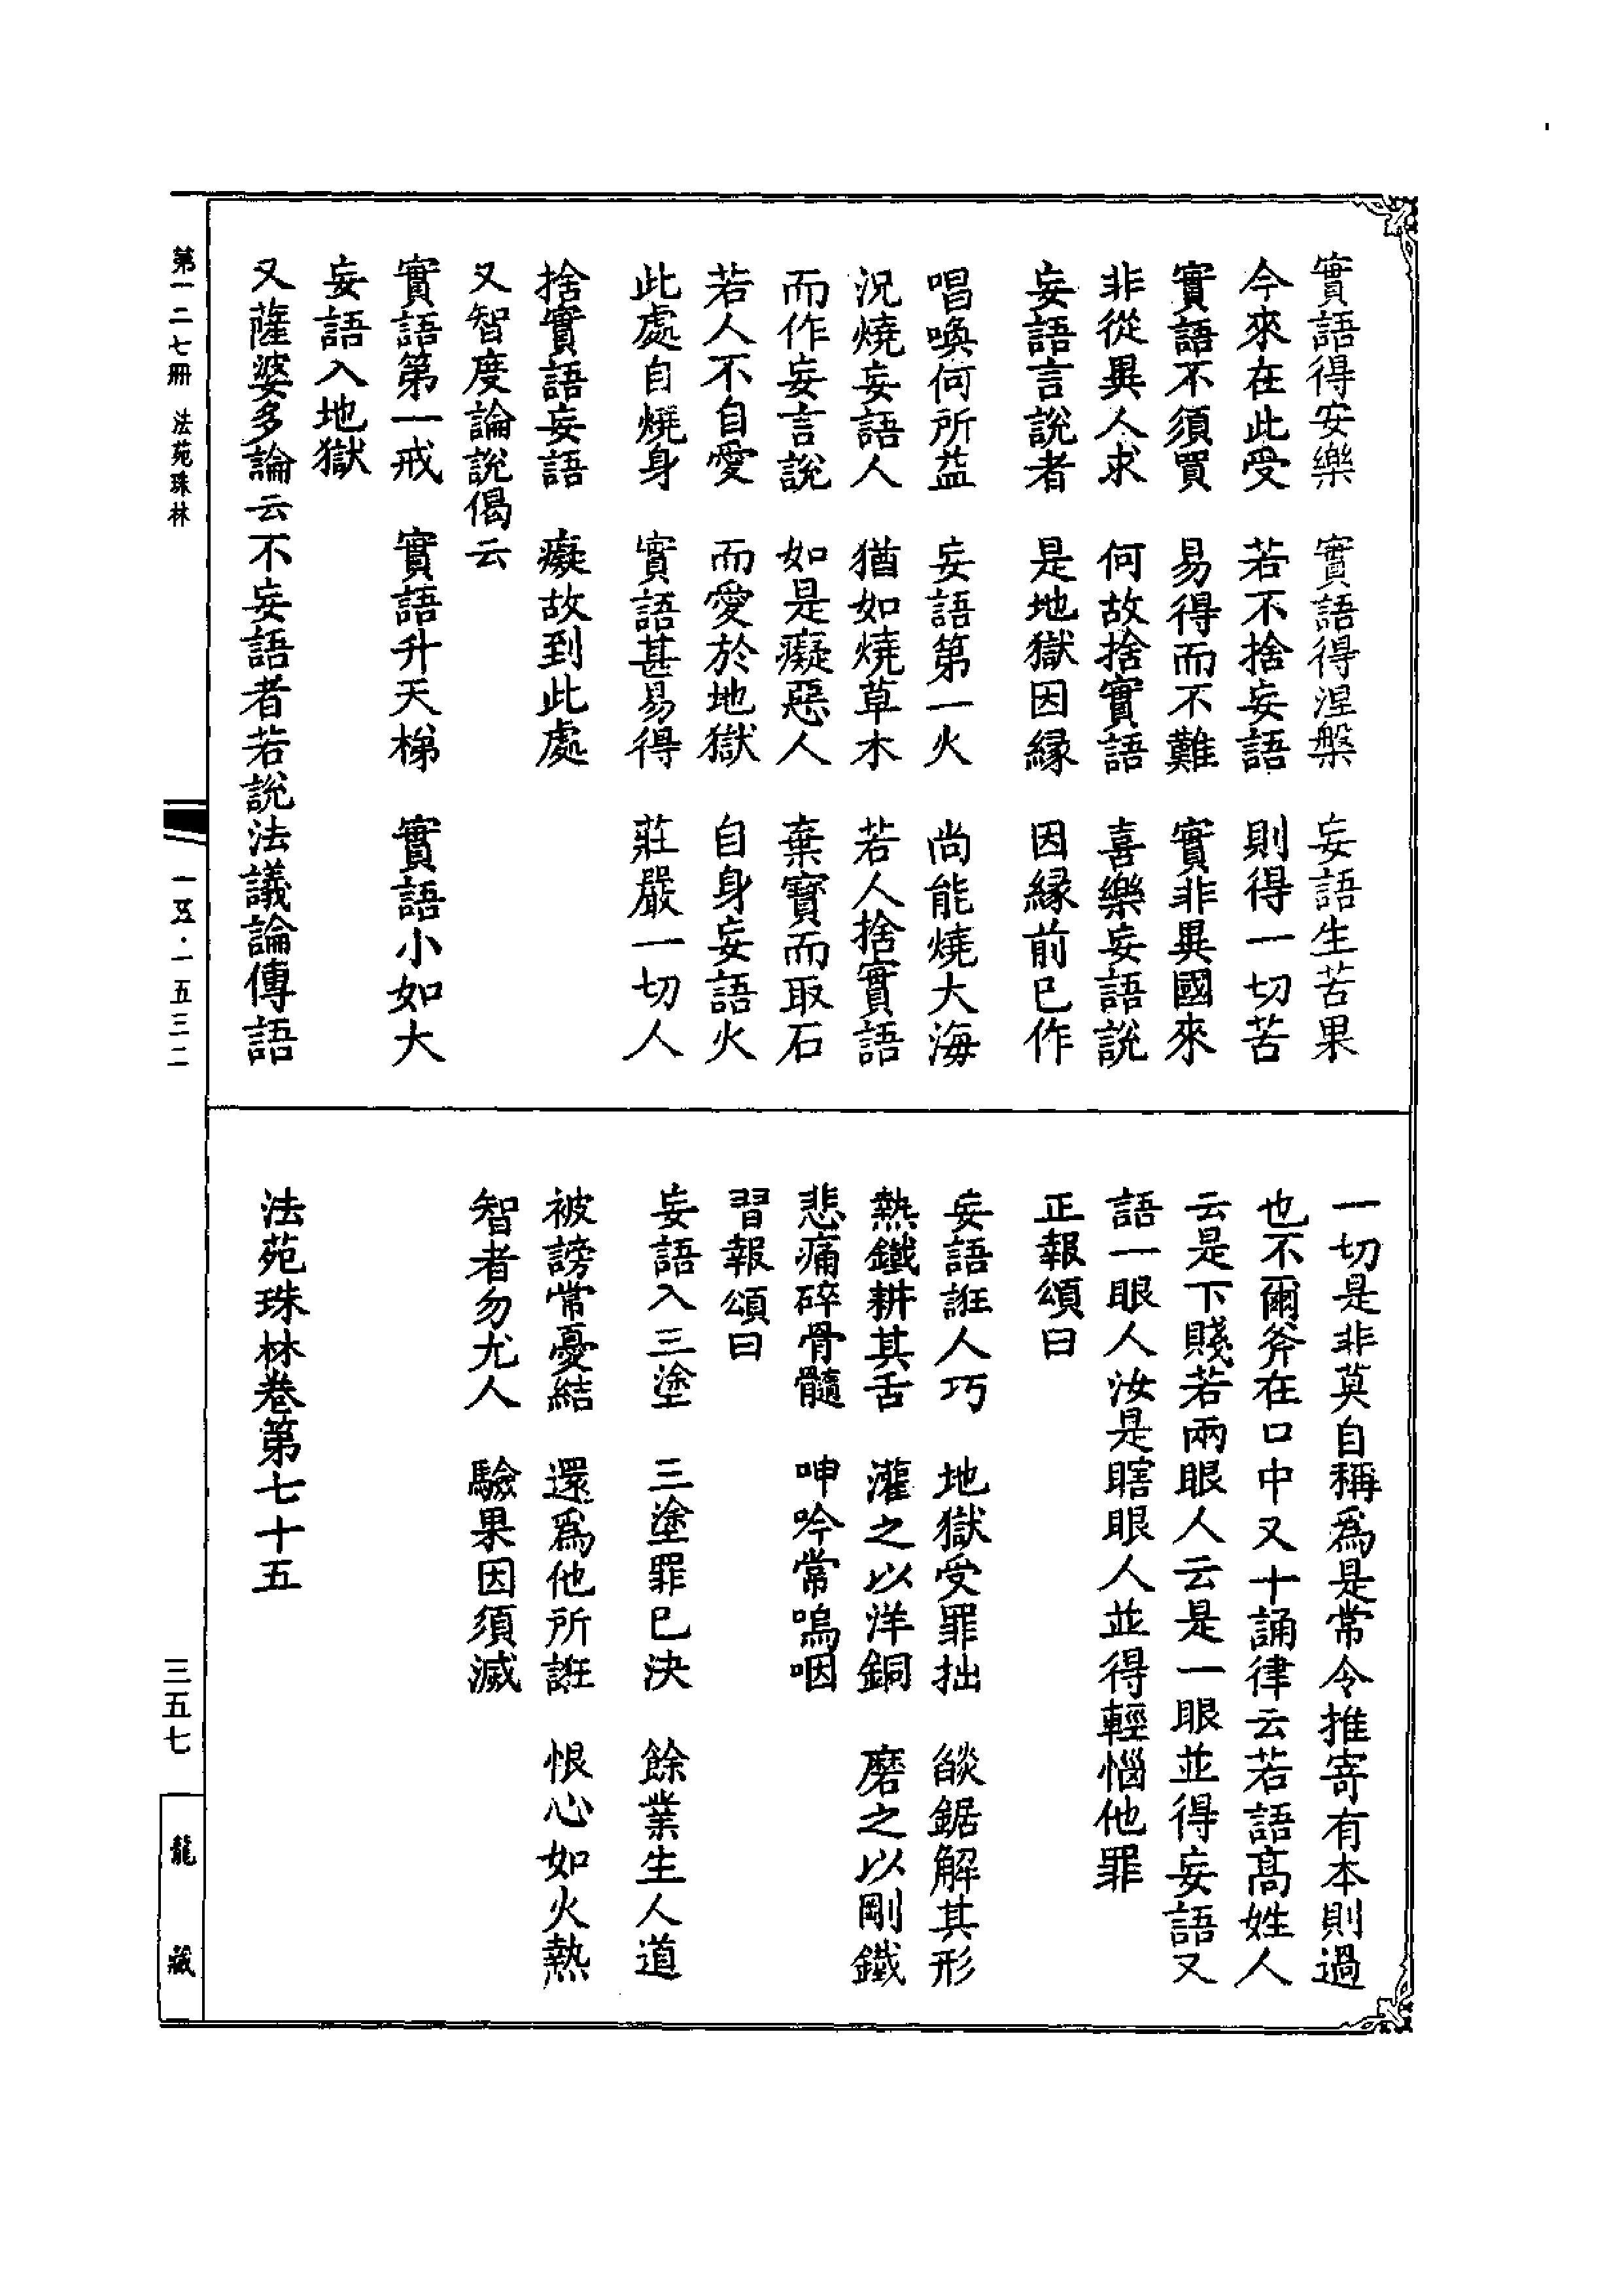 實語得安樂　實語得涅槃　妄語生苦果
今來在此受　若不捨妄語　則得一切苦
實語不須買　易得而不難　實非異國來
非從異人求　何故捨實語　喜樂妄語說
妄語言說者　是地獄因縁　因縁前已作
唱喚何所益　妄語第一火　尚能燒大海
況燒妄語人　猶如燒草木　若人捨實語
而作妄言說　如是癡惡人　棄寶而取石
若人不自愛　而愛於地獄　自身妄語火
此處自燒身　實語甚易得　莊嚴一切人
捨實語妄語　癡故到此處
又智度論說偈云
實語第一戒　實語升天梯　實語小如大
妄語入地獄
又薩婆多論云不妄語者若說法議論傳語
一切是非莫自稱爲是常令推寄有本則過
也不爾斧在口中又十誦律云若語高姓人
云是下賤若兩眼人云是一眼並得妄語又
語一眼人汝是瞎眼人並得輕惱他罪
正報頌曰
妄語誑人巧　地獄受罪拙　燄鋸解其形
熱鐵耕其舌　灌之以洋銅　磨之以剛鐵
悲痛碎骨髓　呻吟常嗚咽
習報頌曰
妄語入三塗　三塗罪已決　餘業生人道
被謗常憂結　還爲他所誑　恨心如火熱
智者勿尤人　驗果因須滅
法苑珠林卷第七十五
第一二七冊　法苑珠林
一五·一五三二
三五七
龍藏